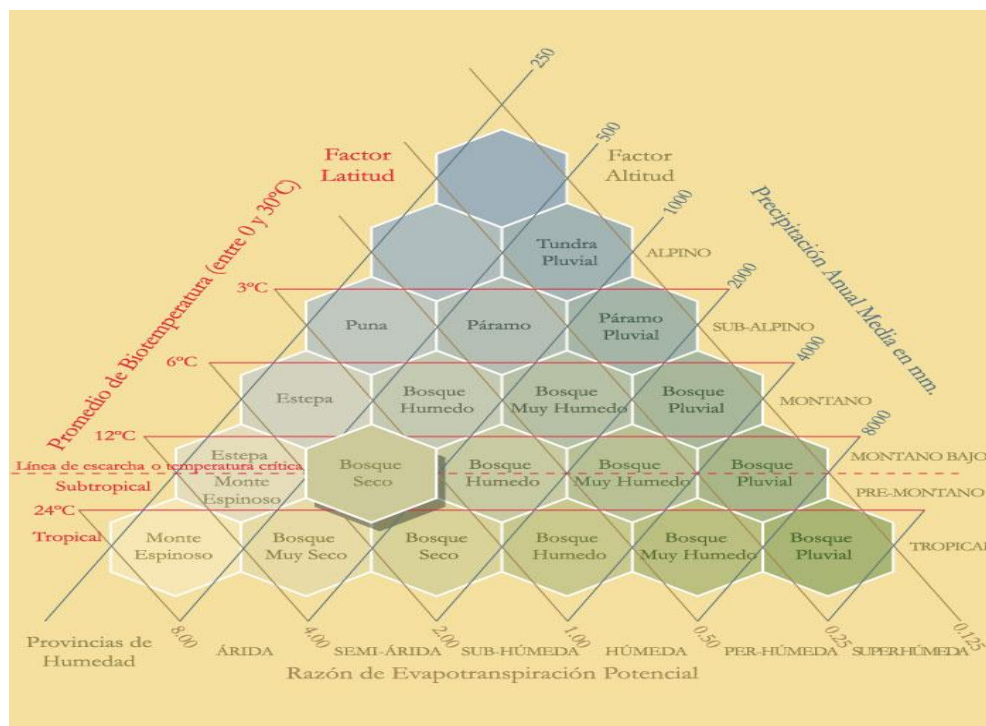 250
500
Factor
Latitud
Factor
Altitud
1000
Tundra
Pluvial
ALPINO
2000
3ºC
Puna
Páramo
Páramo
Pluvial
SUB-ALPINO
4000
6ºC
Estepa
Bosque
Humedo
Bosque
Muy Humedo
Bosque
Pluvial
MONTANO
8000
12ºC
Promedio de Biotemperatura (entre 0 y 30ºC)
Precipitación Anual Media en mm.
Estepa
Línea de escarcha o temperatura crítica
Monte
Espinoso
Bosque
Seco
Bosque
Humedo
Bosque
Muy Humedo
Bosque
Pluvial
MONTANO BAJO
Subtropical
PRE-MONTANO
24ºC
Tropical
Monte
Espinoso
Bosque
Muy Seco
Bosque
Seco
Bosque
Humedo
Bosque
Muy Humedo
Bosque
Pluvial
TROPICAL
8.00
4.00
2.00
1.00
0.50
0.25
0.125
Provincias de
Humedad
ÁRIDA
SEMI-ÁRIDA
SUB-HÚMEDA
HÚMEDA
PER-HÚMEDA
SUPERHÚMEDA
Razón de Evapotranspiración Potencial